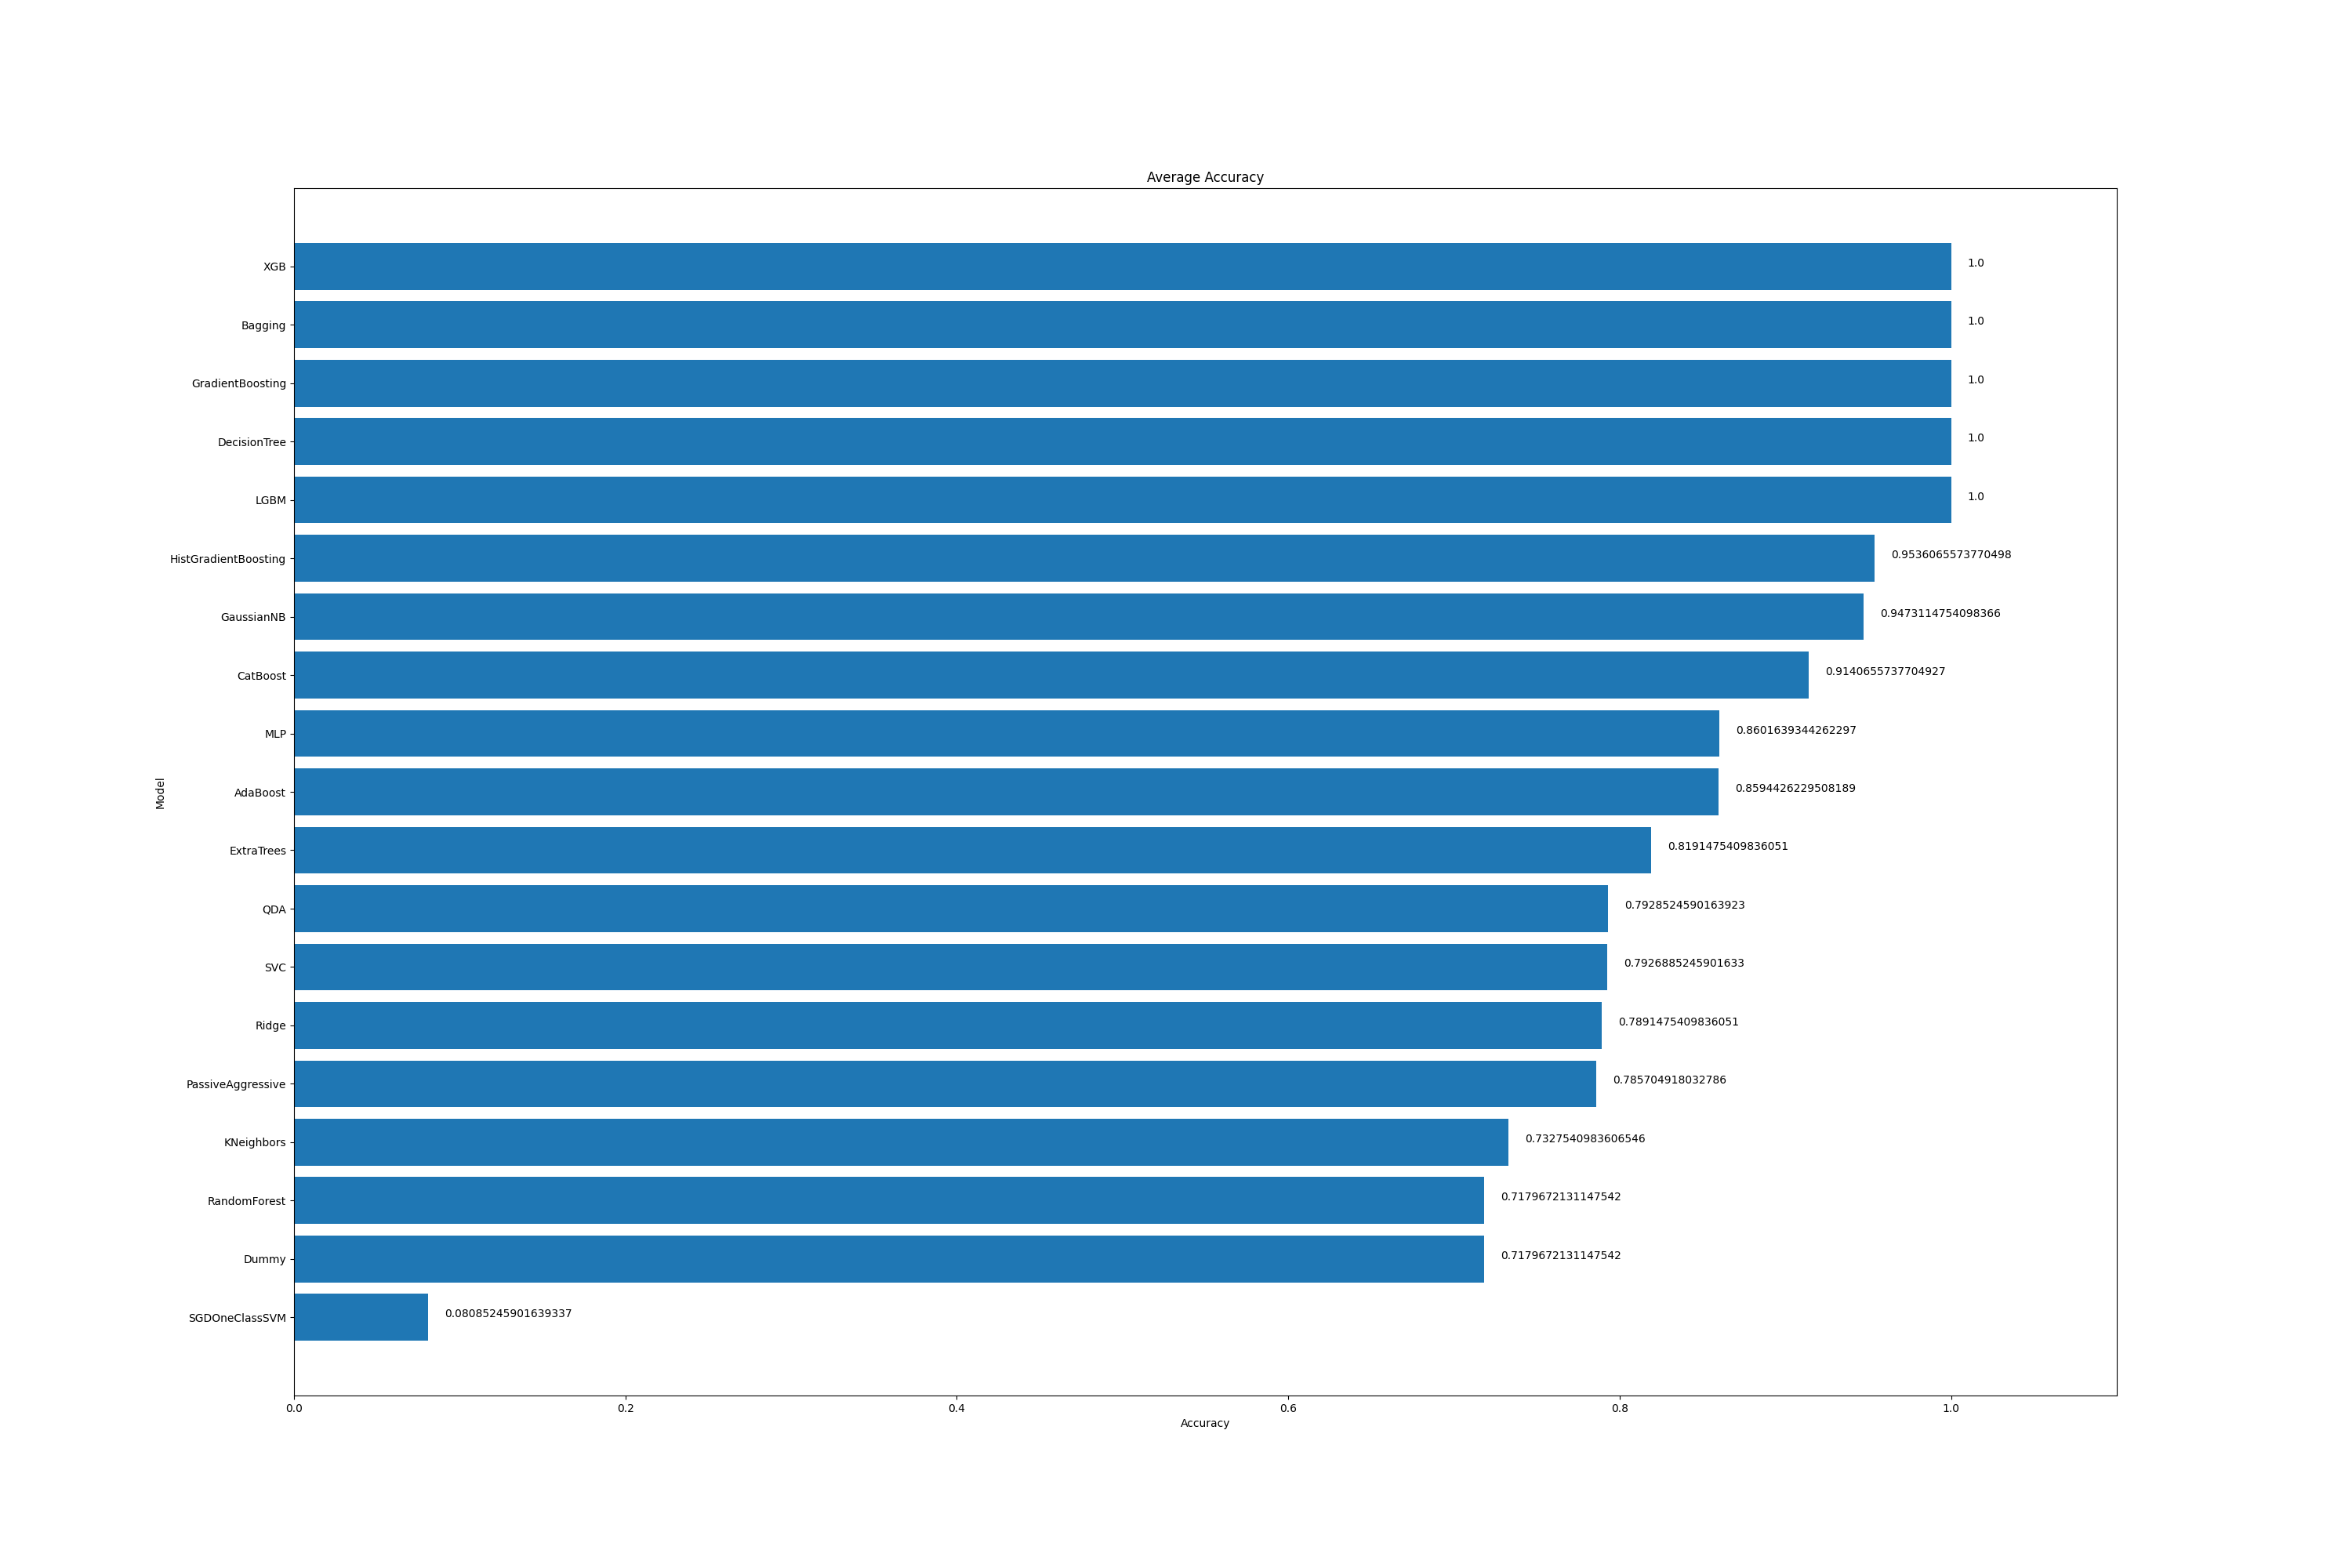 Average Accuracy
XGB 1.0
Bagging 1.0
GradientBoosting 1.0
DecisionTree 1.0
LGBM 1.0
HistGradientBoosting 0.9536065573770498
GaussianNB 0.9473114754098366
CatBoost 0.9140655737704927
MLP 0.8601639344262297
AdaBoost 0.8594426229508189
ExtraTrees 0.8191475409836051
QDA 0.7928524590163923
SVC 0.7926885245901633
Ridge 0.7891475409836051
PassiveAggressive 0.785704918032786
KNeighbors 0.7327540983606546
RandomForest 0.7179672131147542
Dummy 0.7179672131147542
SGDOneClassSVM 0.08085245901639337
Model
0.0 0.2 0.4 0.6 0.8 1.0
Accuracy